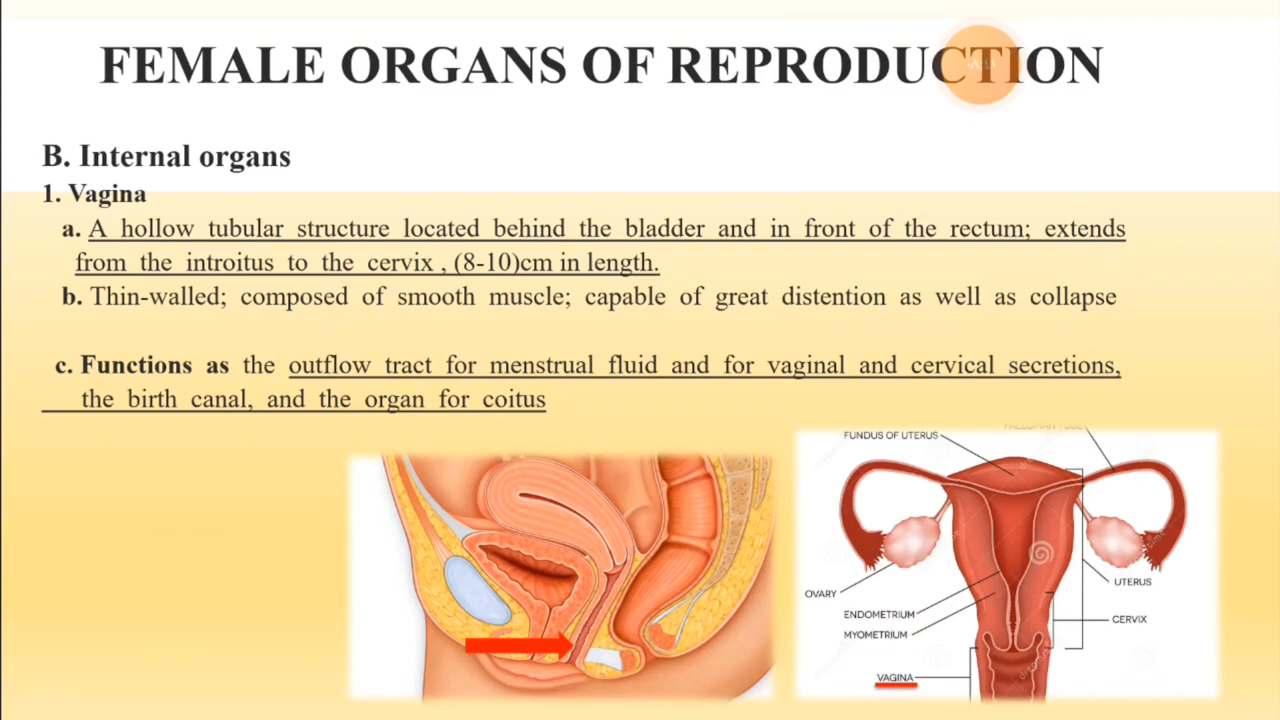 FEMALE ORGANS OF REPRODUCTION
B. Internal organs
1. Vagina
a. A hollow tubular structure located behind the bladder and in front of the rectum; extends
from the introitus to the cervix , (8-10)cm in length.
b. Thin-walled; composed of smooth muscle; capable of great distention as well as collapse
c. Functions as the outflow tract for menstrual fluid and for vaginal and cervical secretions,
the birth canal, and the organ for coitus
FUNDUS OF UTERUS
UTERUS
OVARY
ENDOMETRIUM
CERVIX
MYOMETRIUM
VAGINA